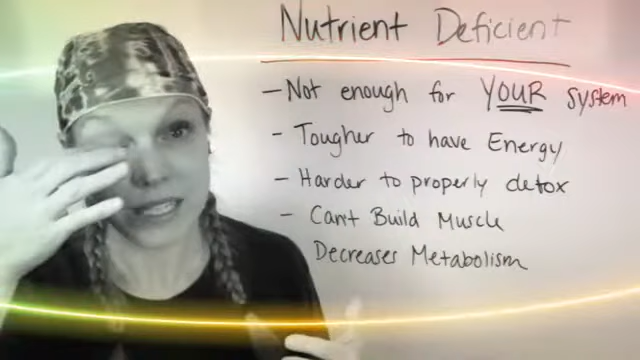 Nutrient Deficient
- Not enough for YOUR system
- Tougher to have Energy
- Harder to properly detox
- Can't Build Muscle
Decreases Metabolism